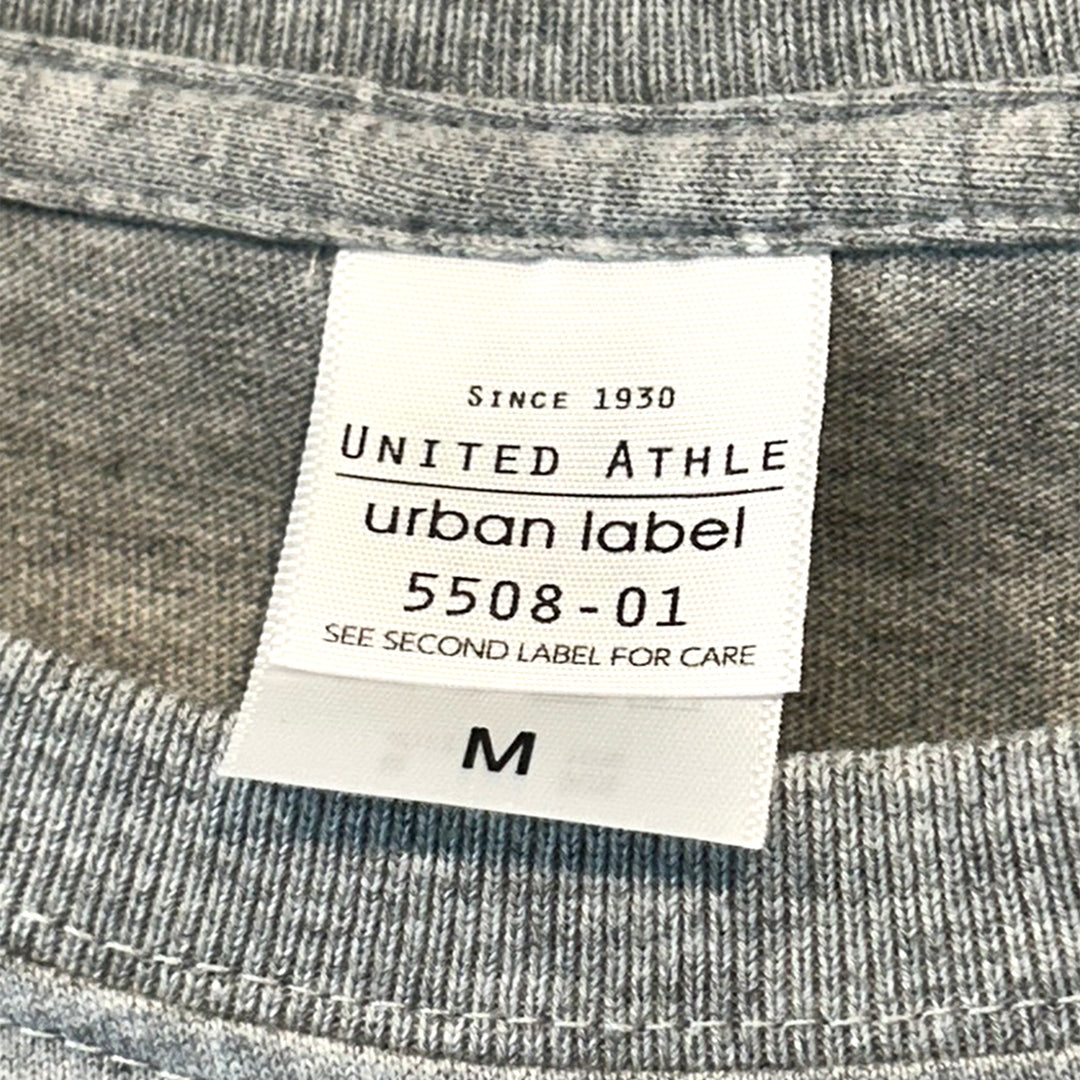 SINCE 1930
UNITED ATHLE
urban label
5508-01
SEE SECOND LABEL FOR CARE
M